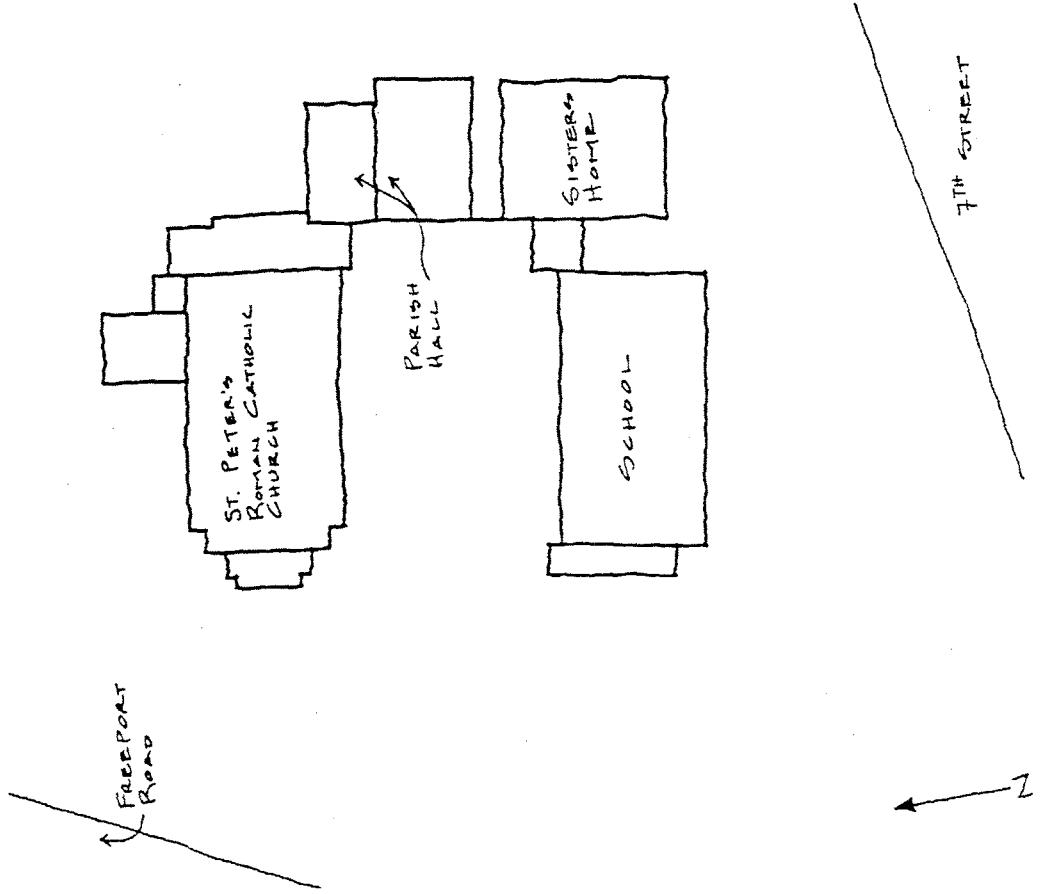 ST. PETER'S
ROMAN CATHOLIC
CHURCH
PARISH
HALL
SISTERS
HOME
SCHOOL
7TH STREET
FREEPORT
ROAD
N